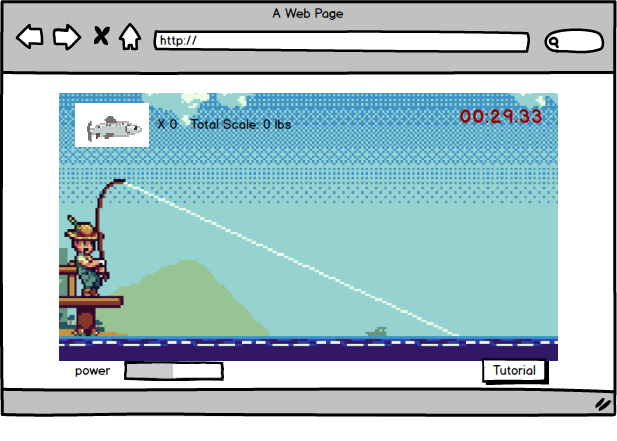 A Web Page
http://
00:29.33
X 0 Total Scale: 0 lbs
power
Tutorial